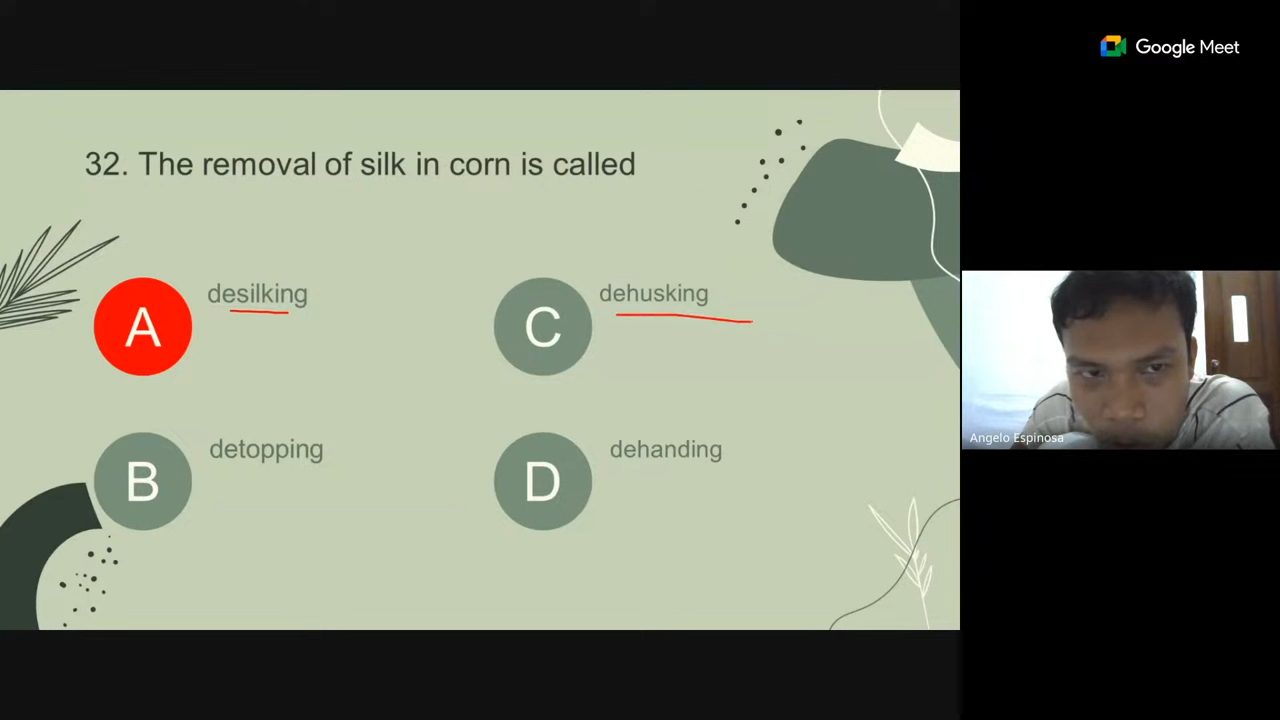 Google Meet
32. The removal of silk in corn is called
A
desilking
C
dehusking
B
detopping
D
dehanding
Angelo Espinosa